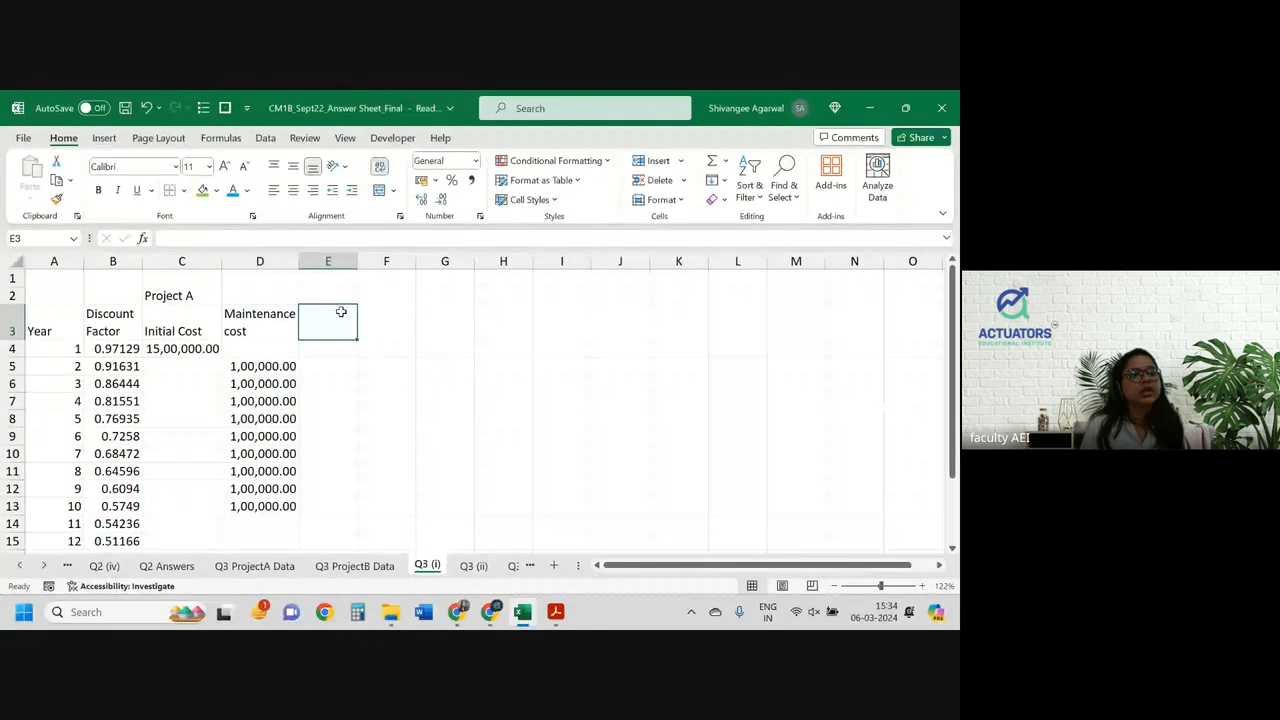 AutoSave Off CM1B_Sept22_Answer Sheet_Final - Read... Search Shivangee Agarwal SA
File Home Insert Page Layout Formulas Data Review View Developer Help Comments Share
Calibri 11 General Conditional Formatting Insert
Paste Format as Table Delete Sort & Find & Add-ins Analyze
B I U A % Cell Styles Format Filter Select Data
Clipboard Font Alignment Number Styles Cells Editing Add-ins
E3 fx
A B C D E F G H I J K L M N O
1
2 Project A
3 Year Discount Factor Initial Cost Maintenance cost
4 1 0.97129 15,00,000.00
5 2 0.91631 1,00,000.00
6 3 0.86444 1,00,000.00
7 4 0.81551 1,00,000.00
8 5 0.76935 1,00,000.00
9 6 0.7258 1,00,000.00
10 7 0.68472 1,00,000.00
11 8 0.64596 1,00,000.00
12 9 0.6094 1,00,000.00
13 10 0.5749 1,00,000.00
14 11 0.54236
15 12 0.51166
... Q2 (iv) Q2 Answers Q3 ProjectA Data Q3 ProjectB Data Q3 (i) Q3 (ii) Q: ...
Ready Accessibility: Investigate 122%
Search 1 ENG IN 15:34 06-03-2024
ACTUATORS
EDUCATIONAL INSTITUTE
faculty AEI